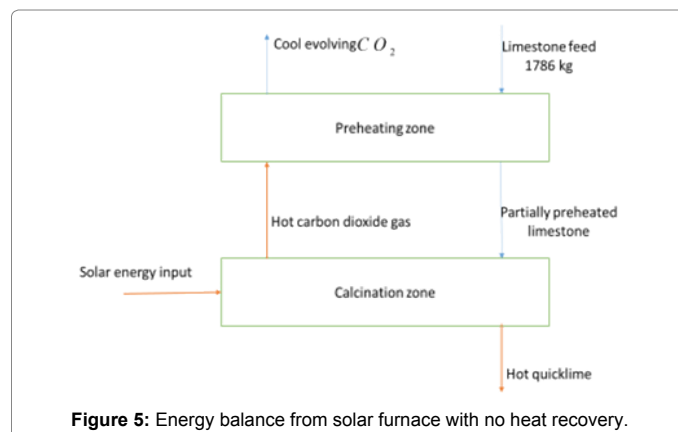 Cool evolving C O 2
Limestone feed
1786 kg
Preheating zone
Hot carbon dioxide gas
Partially preheated
limestone
Solar energy input
Calcination zone
Hot quicklime
Figure 5: Energy balance from solar furnace with no heat recovery.